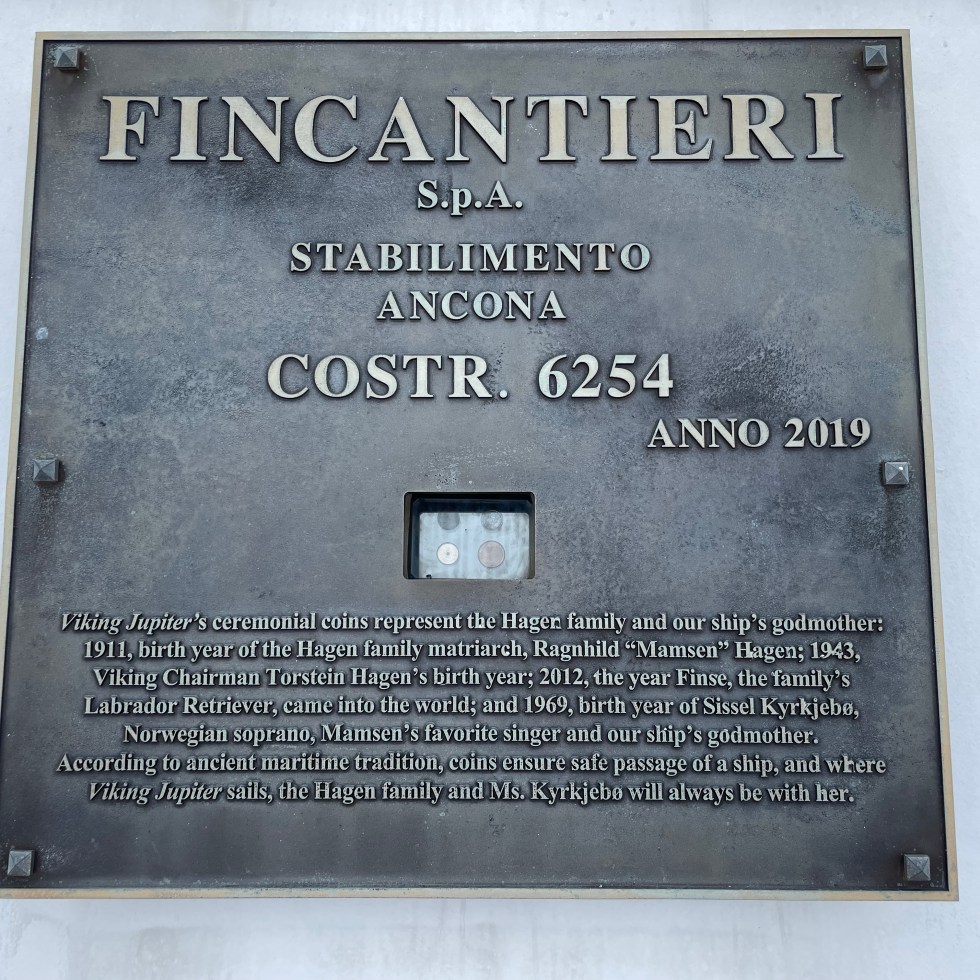 FINCANTIERI
S.p.A.
STABILIMENTO
ANCONA
COSTR. 6254
ANNO 2019
Viking Jupiter's ceremonial coins represent the Hagen family and our ship's godmother:
1911, birth year of the Hagen family matriarch, Ragnhild "Mamsen" Hagen; 1943,
Viking Chairman Torstein Hagen's birth year; 2012, the year Finse, the family's
Labrador Retriever, came into the world; and 1969, birth year of Sissel Kyrkjebø,
Norwegian soprano, Mamsen's favorite singer and our ship's godmother.
According to ancient maritime tradition, coins ensure safe passage of a ship, and where
Viking Jupiter sails, the Hagen family and Ms. Kyrkjebø will always be with her.